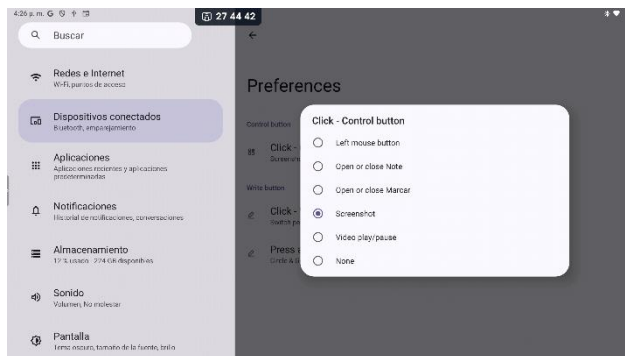 4:26 p. m. G
27 44 42
Buscar
Redes e Internet
Wi-Fi, puntos de acceso
Dispositivos conectados
Bluetooth, emparejamiento
Aplicaciones
Aplicaciones recientes y aplicaciones
predeterminadas
Notificaciones
Historial de notificaciones, conversaciones
Almacenamiento
12 % usado - 224 GB disponibles
Sonido
Volumen, No molestar
Pantalla
Tema oscuro, tamaño de la fuente, brillo
Preferences
Control button
Click -
Write button
Click -
Press
Click - Control button
Left mouse button
Open or close Note
Open or close Marcar
Screenshot
Video play/pause
None